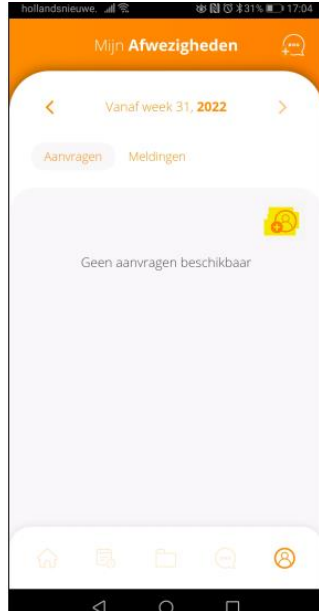 hollandsnieuwe. 31% 17:04
Mijn Afwezigheden
Vanaf week 31, 2022
Aanvragen Meldingen
Geen aanvragen beschikbaar